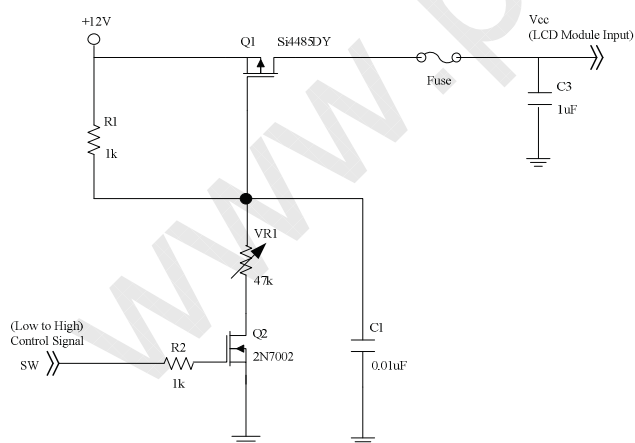 +12V
Q1
Si4485DY
Vcc
(LCD Module Input)
Fuse
C3
1uF
R1
1k
VR1
47k
(Low to High)
Control Signal
SW
R2
1k
Q2
2N7002
C1
0.01uF
www.p